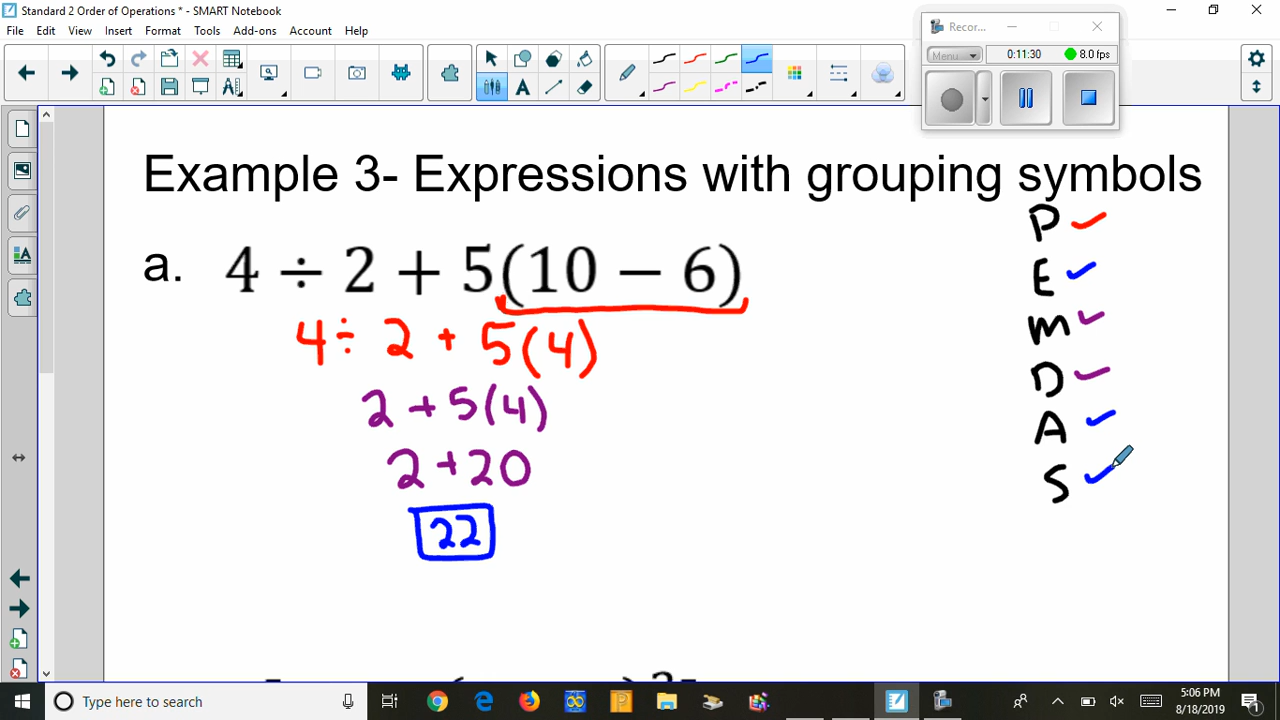 Standard 2 Order of Operations * - SMART Notebook
File Edit View Insert Format Tools Add-ons Account Help
Recor...
Menu 0:11:30 8.0 fps
Example 3- Expressions with grouping symbols
a. 4 ÷ 2 + 5(10 − 6)
4 ÷ 2 + 5(4)
2 + 5(4)
2 + 20
22
P ✓
E ✓
M ✓
D ✓
A ✓
S ✓
Type here to search
5:06 PM
8/18/2019
1